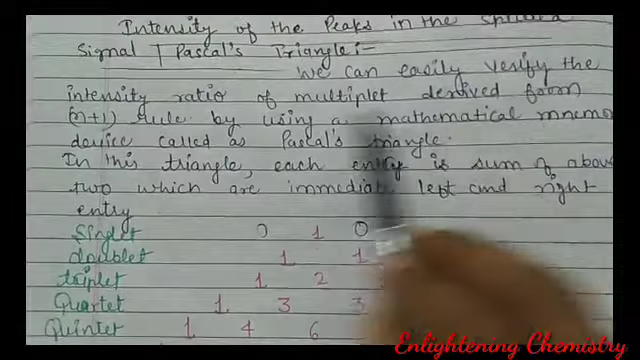 Intensity of the Peaks in the Splitted
Signal | Pascal's Triangle :-
We can easily verify the
intensity ratio of multiplet derived from
(n+1) rule by using a mathematical mnemo
device called as Pascal's triangle.
In this triangle, each entry is sum of above
two which are immediate left and right
entry
Singlet 0 1 0
doublet 1 1
triplet 1 2
Quartet 1 3 3
Quintet 1 4 6
Enlightening Chemistry